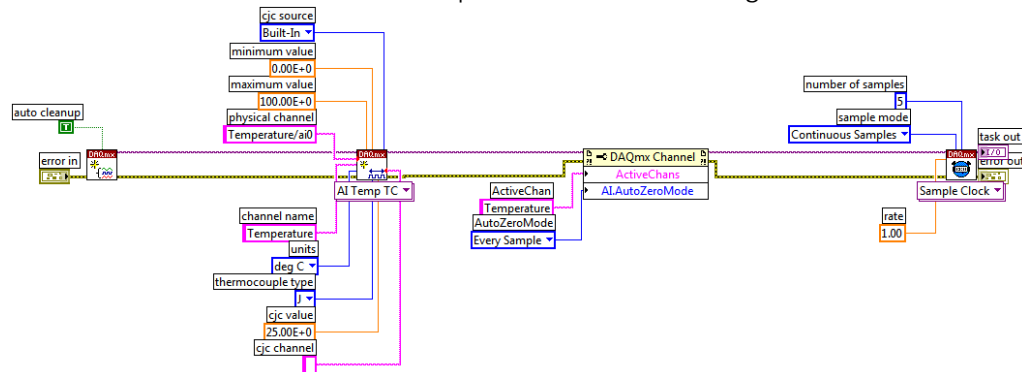 cjc source
Built-In
minimum value
0.00E+0
maximum value
100.00E+0
physical channel
Temperature/ai0
auto cleanup
T
error in
DAQmx
DAQmx
AI Temp TC
channel name
Temperature
units
deg C
thermocouple type
J
cjc value
25.00E+0
cjc channel
DAQmx Channel
ActiveChans
AI.AutoZeroMode
ActiveChan
Temperature
AutoZeroMode
Every Sample
number of samples
5
sample mode
Continuous Samples
DAQmx
Sample Clock
rate
1.00
task out
I/O
error out